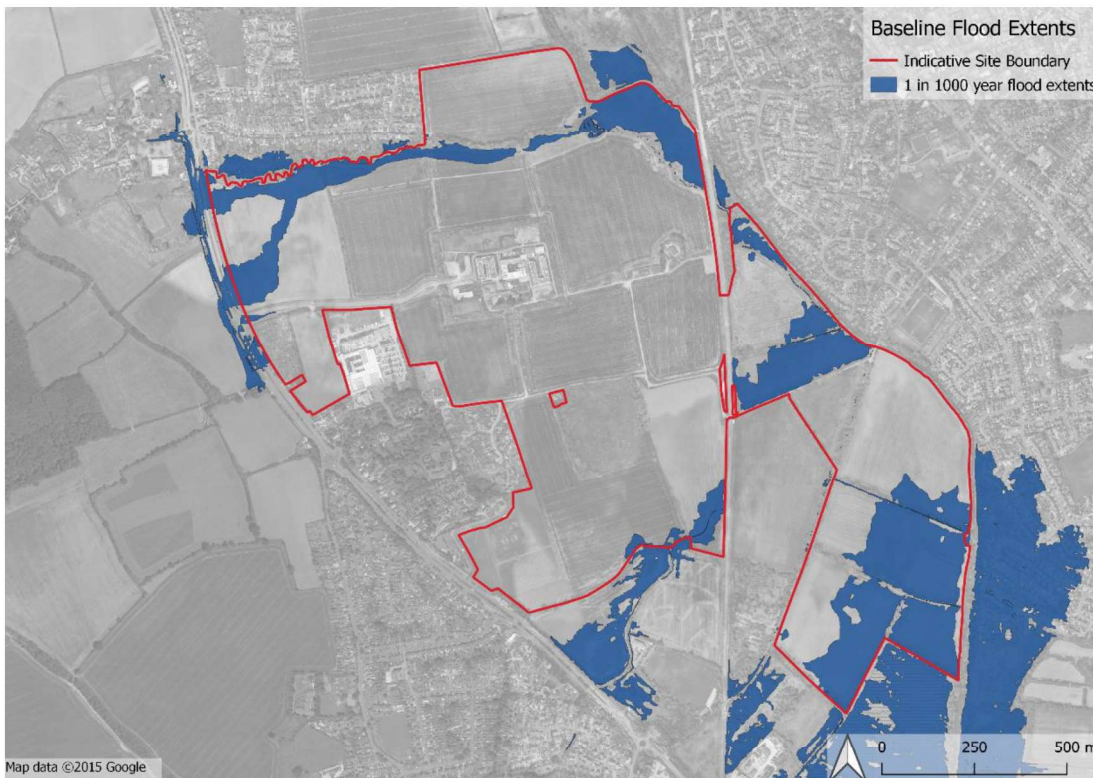 Baseline Flood Extents
Indicative Site Boundary
1 in 1000 year flood extents
Map data ©2015 Google
0 250 500 m